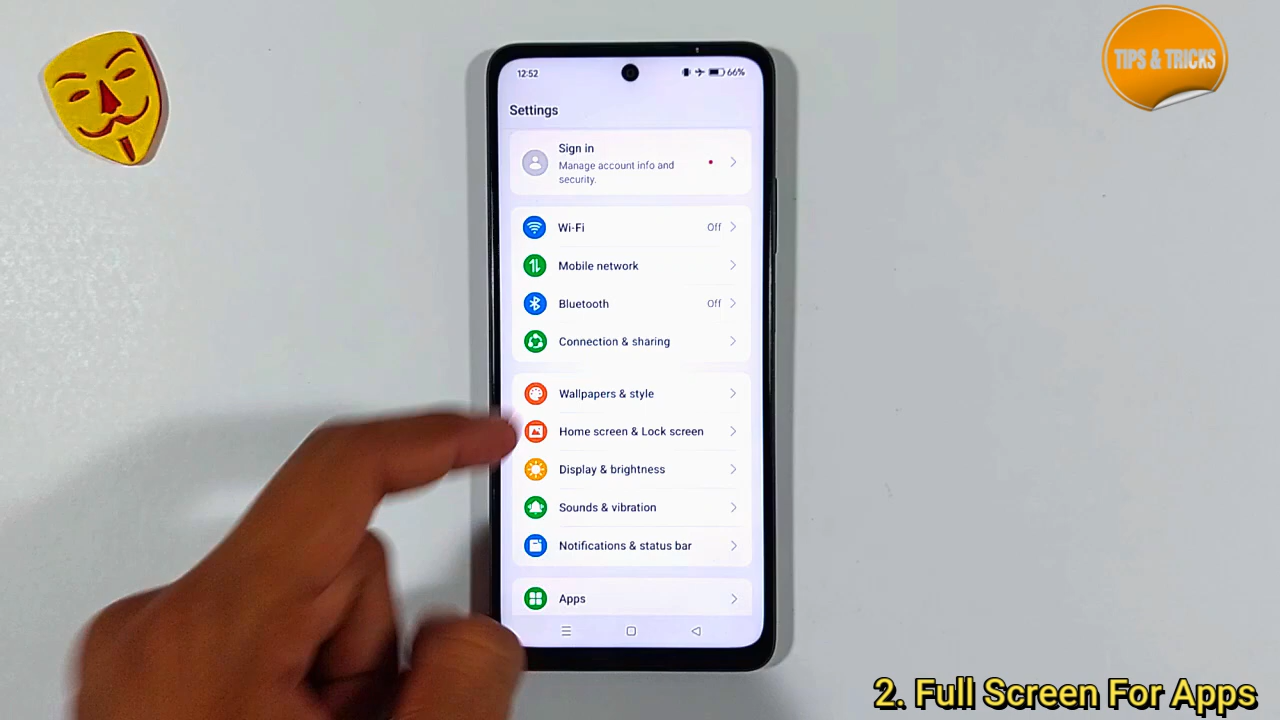 TIPS & TRICKS
12:52
66%
Settings
Sign in
Manage account info and
security.
Wi-Fi
Off
Mobile network
Bluetooth
Off
Connection & sharing
Wallpapers & style
Home screen & Lock screen
Display & brightness
Sounds & vibration
Notifications & status bar
Apps
2. Full Screen For Apps